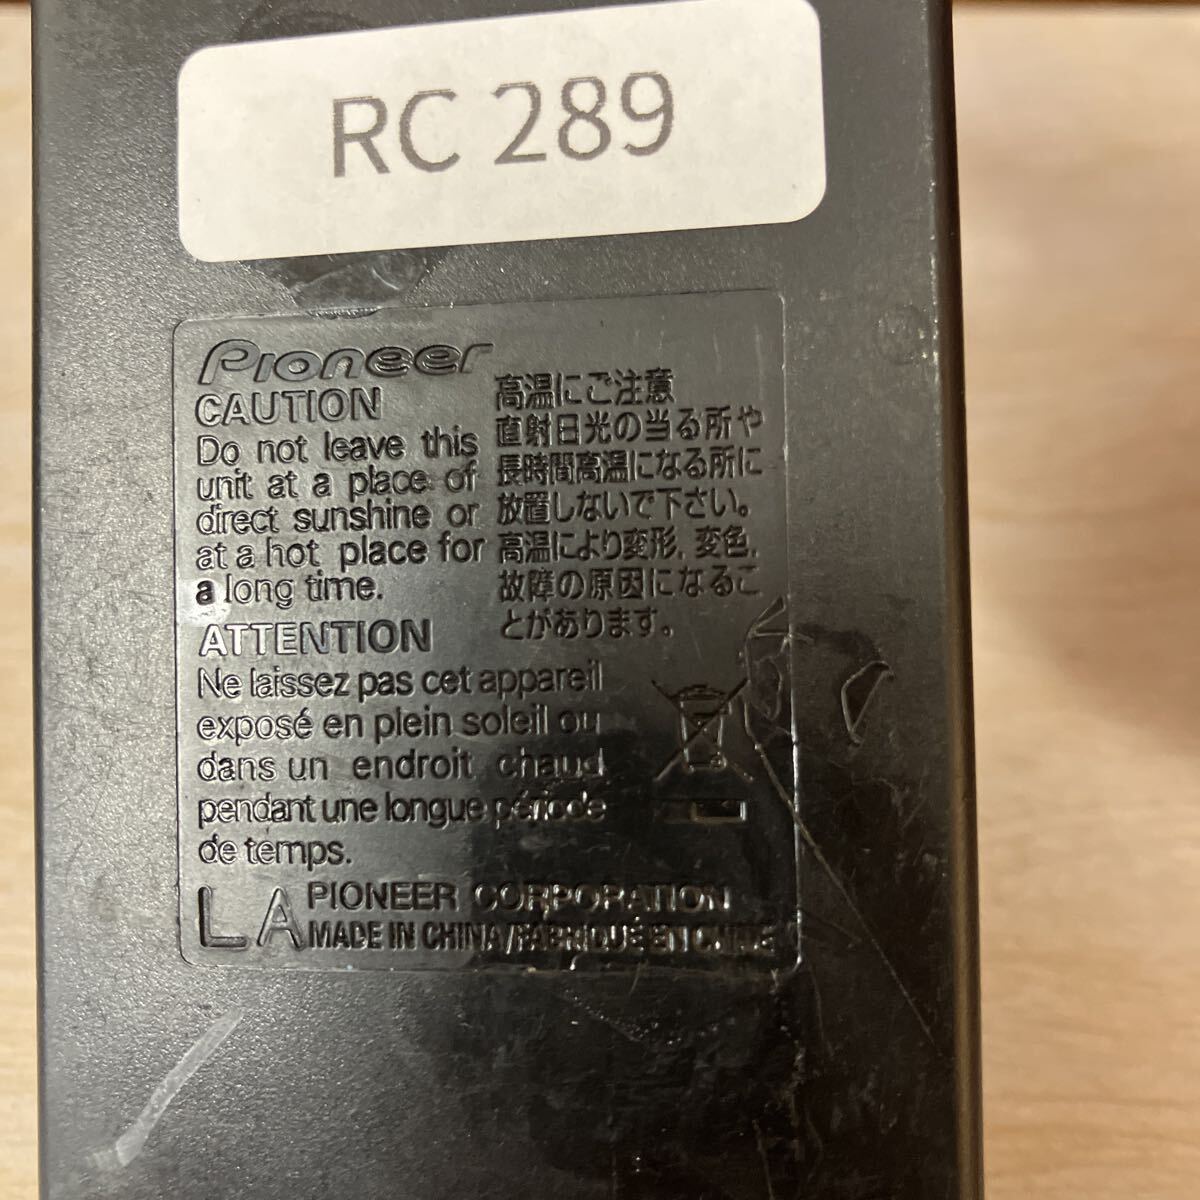 RC 289
Pioneer
CAUTION
Do not leave this
unit at a place of
direct sunshine or
at a hot place for
a long time.
高温にご注意
直射日光の当る所や
長時間高温になる所に
放置しないで下さい。
高温により変形，変色，
故障の原因になるこ
とがあります。
ATTENTION
Ne laissez pas cet appareil
exposé en plein soleil ou
dans un endroit chaud
pendant une longue période
de temps.
LA
PIONEER CORPORATION
MADE IN CHINA/FABRIQUÉ EN CHINE